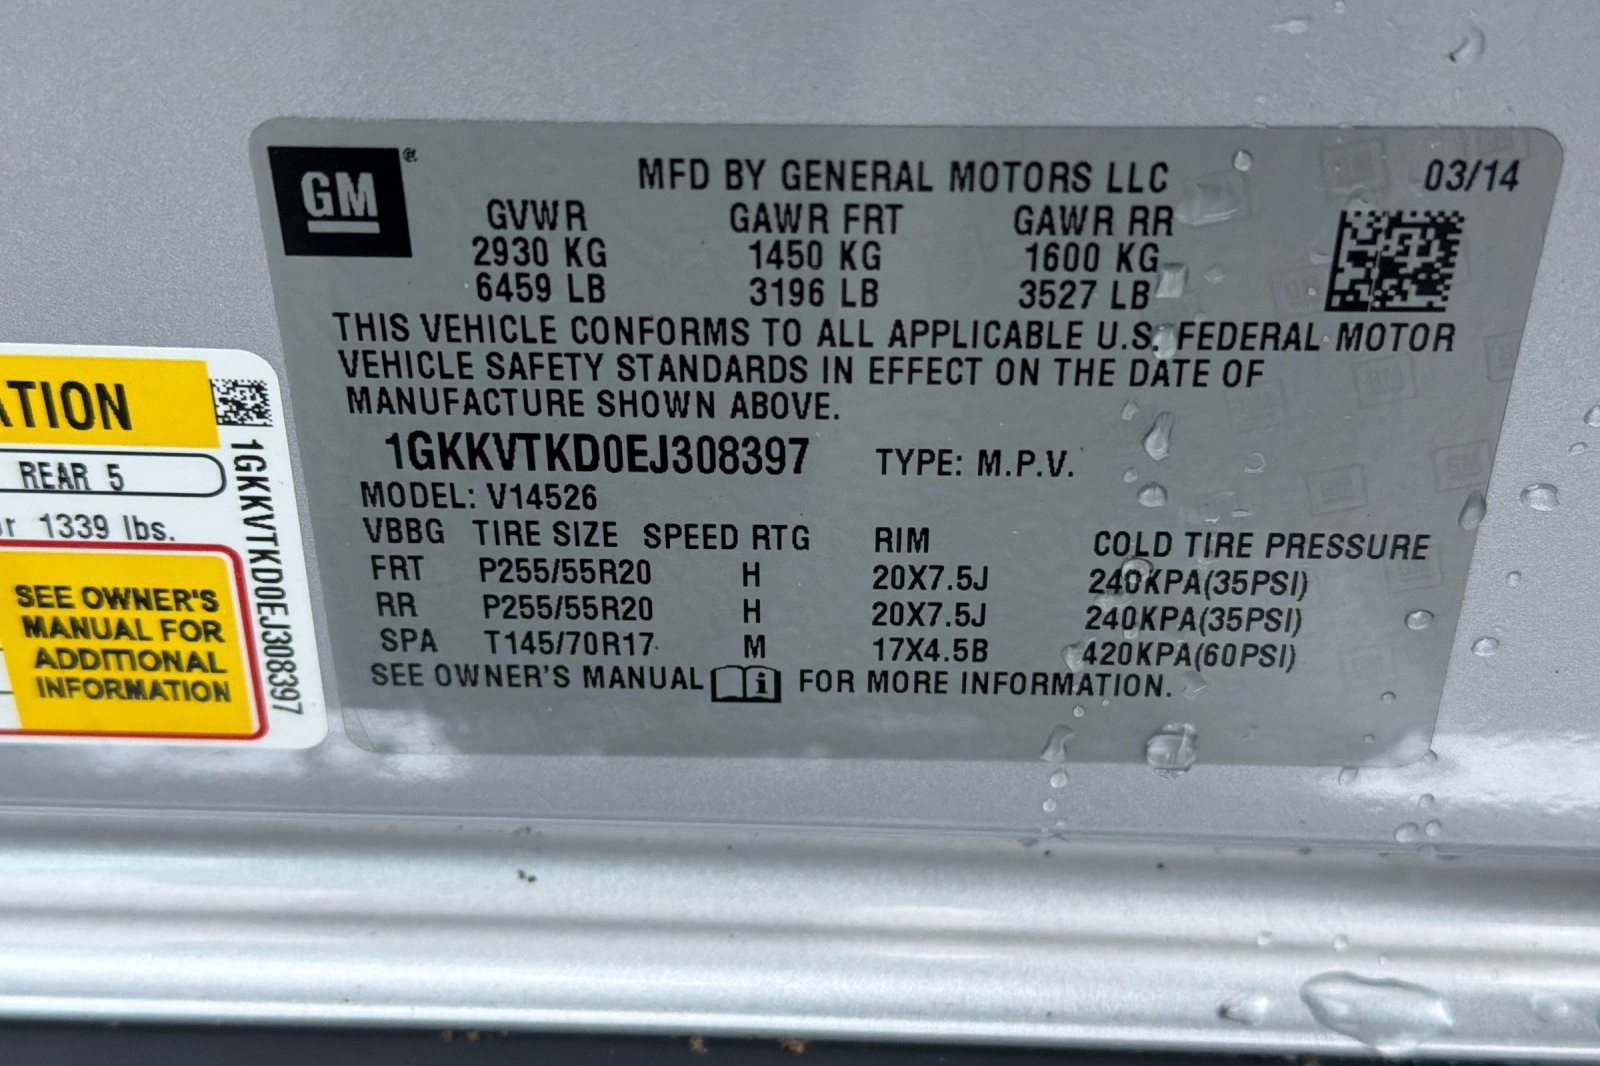 GM
MFD BY GENERAL MOTORS LLC 03/14
GVWR GAWR FRT GAWR RR
2930 KG 1450 KG 1600 KG
6459 LB 3196 LB 3527 LB
THIS VEHICLE CONFORMS TO ALL APPLICABLE U.S. FEDERAL MOTOR
VEHICLE SAFETY STANDARDS IN EFFECT ON THE DATE OF
MANUFACTURE SHOWN ABOVE.
1GKKVTKD0EJ308397 TYPE: M.P.V.
MODEL: V14526
VBBG TIRE SIZE SPEED RTG RIM COLD TIRE PRESSURE
FRT P255/55R20 H 20X7.5J 240KPA(35PSI)
RR P255/55R20 H 20X7.5J 240KPA(35PSI)
SPA T145/70R17 M 17X4.5B 420KPA(60PSI)
SEE OWNER'S MANUAL i FOR MORE INFORMATION.
REAR 5
1339 lbs.
SEE OWNER'S
MANUAL FOR
ADDITIONAL
INFORMATION
1GKKVTKD0EJ308397